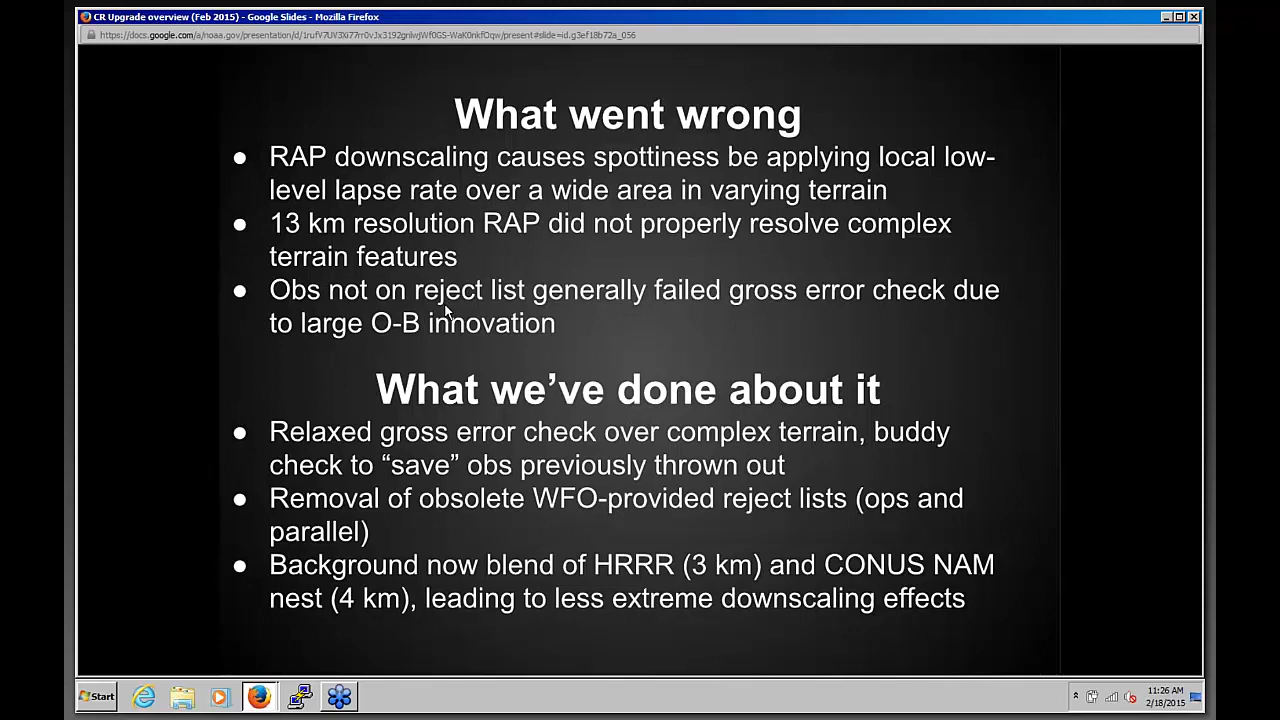 CR Upgrade overview (Feb 2015) - Google Slides - Mozilla Firefox
What went wrong
● RAP downscaling causes spottiness be applying local low-
level lapse rate over a wide area in varying terrain
● 13 km resolution RAP did not properly resolve complex
terrain features
● Obs not on reject list generally failed gross error check due
to large O-B innovation
What we’ve done about it
● Relaxed gross error check over complex terrain, buddy
check to “save” obs previously thrown out
● Removal of obsolete WFO-provided reject lists (ops and
parallel)
● Background now blend of HRRR (3 km) and CONUS NAM
nest (4 km), leading to less extreme downscaling effects
Start
11:26 AM
2/18/2015